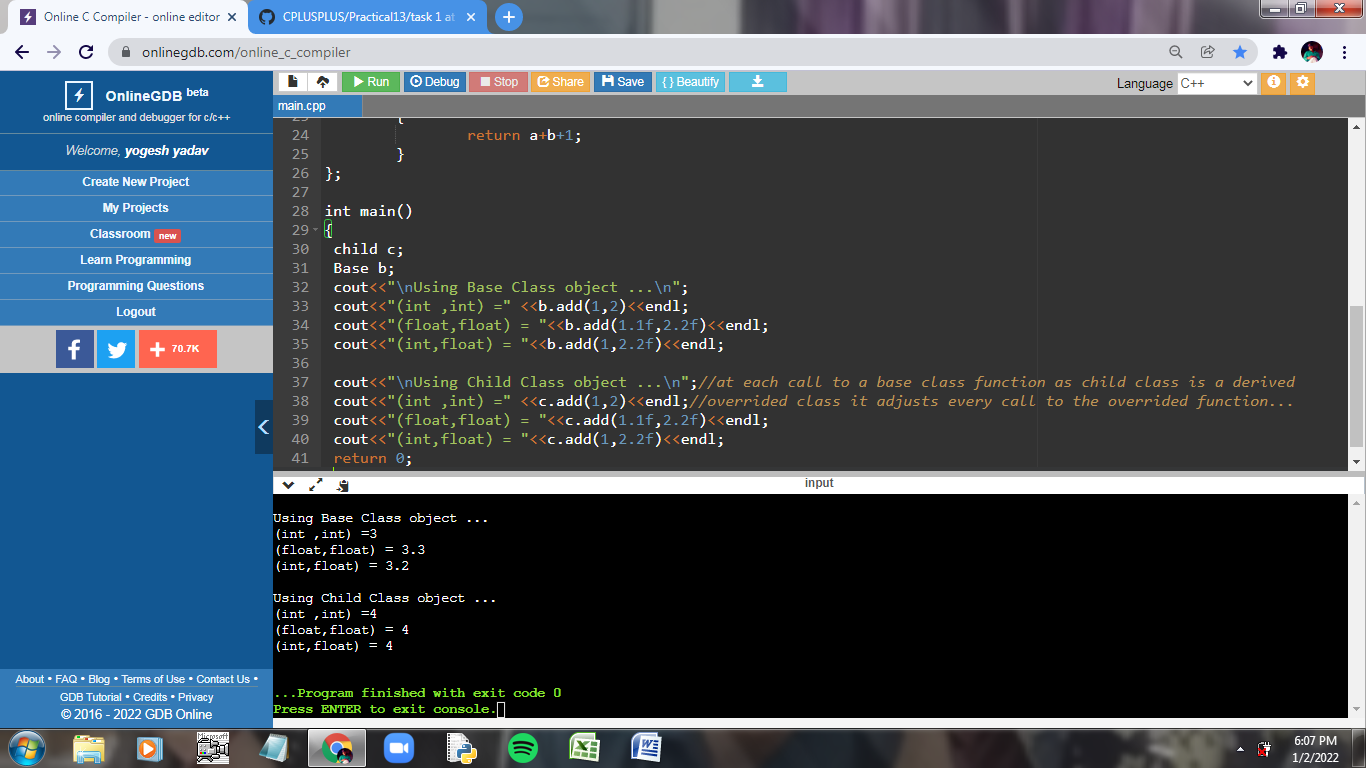 Online C Compiler - online editor
CPLUSPLUS/Practical13/task 1 at
onlinegdb.com/online_c_compiler
OnlineGDB beta
online compiler and debugger for c/c++
Welcome, yogesh yadav
Create New Project
My Projects
Classroom new
Learn Programming
Programming Questions
Logout
70.7K
About • FAQ • Blog • Terms of Use • Contact Us •
GDB Tutorial • Credits • Privacy
© 2016 - 2022 GDB Online
Run Debug Stop Share Save { } Beautify
Language C++
main.cpp
23 {
24 return a+b+1;
25 }
26 };
27
28 int main()
29 {
30 child c;
31 Base b;
32 cout<<"\nUsing Base Class object ...\n";
33 cout<<"(int ,int) =" <<b.add(1,2)<<endl;
34 cout<<"(float,float) = "<<b.add(1.1f,2.2f)<<endl;
35 cout<<"(int,float) = "<<b.add(1,2.2f)<<endl;
36
37 cout<<"\nUsing Child Class object ...\n";//at each call to a base class function as child class is a derived
38 cout<<"(int ,int) =" <<c.add(1,2)<<endl;//overrided class it adjusts every call to the overrided function...
39 cout<<"(float,float) = "<<c.add(1.1f,2.2f)<<endl;
40 cout<<"(int,float) = "<<c.add(1,2.2f)<<endl;
41 return 0;
input
Using Base Class object ...
(int ,int) =3
(float,float) = 3.3
(int,float) = 3.2
Using Child Class object ...
(int ,int) =4
(float,float) = 4
(int,float) = 4
...Program finished with exit code 0
Press ENTER to exit console.
Microsoft
6:07 PM
1/2/2022